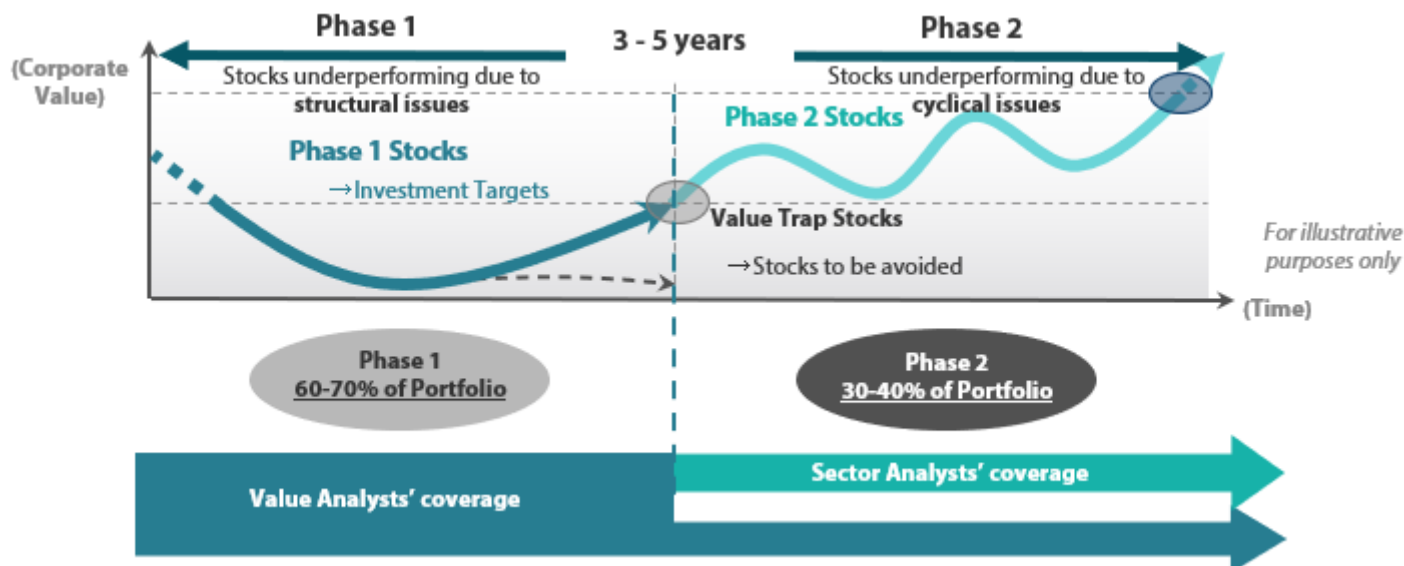 Phase 1
3 - 5 years
Phase 2
(Corporate
Value)
Stocks underperforming due to
structural issues
Stocks underperforming due to
cyclical issues
Phase 1 Stocks
→Investment Targets
Phase 2 Stocks
Value Trap Stocks
→Stocks to be avoided
For illustrative
purposes only
(Time)
Phase 1
60-70% of Portfolio
Phase 2
30-40% of Portfolio
Value Analysts’ coverage
Sector Analysts’ coverage